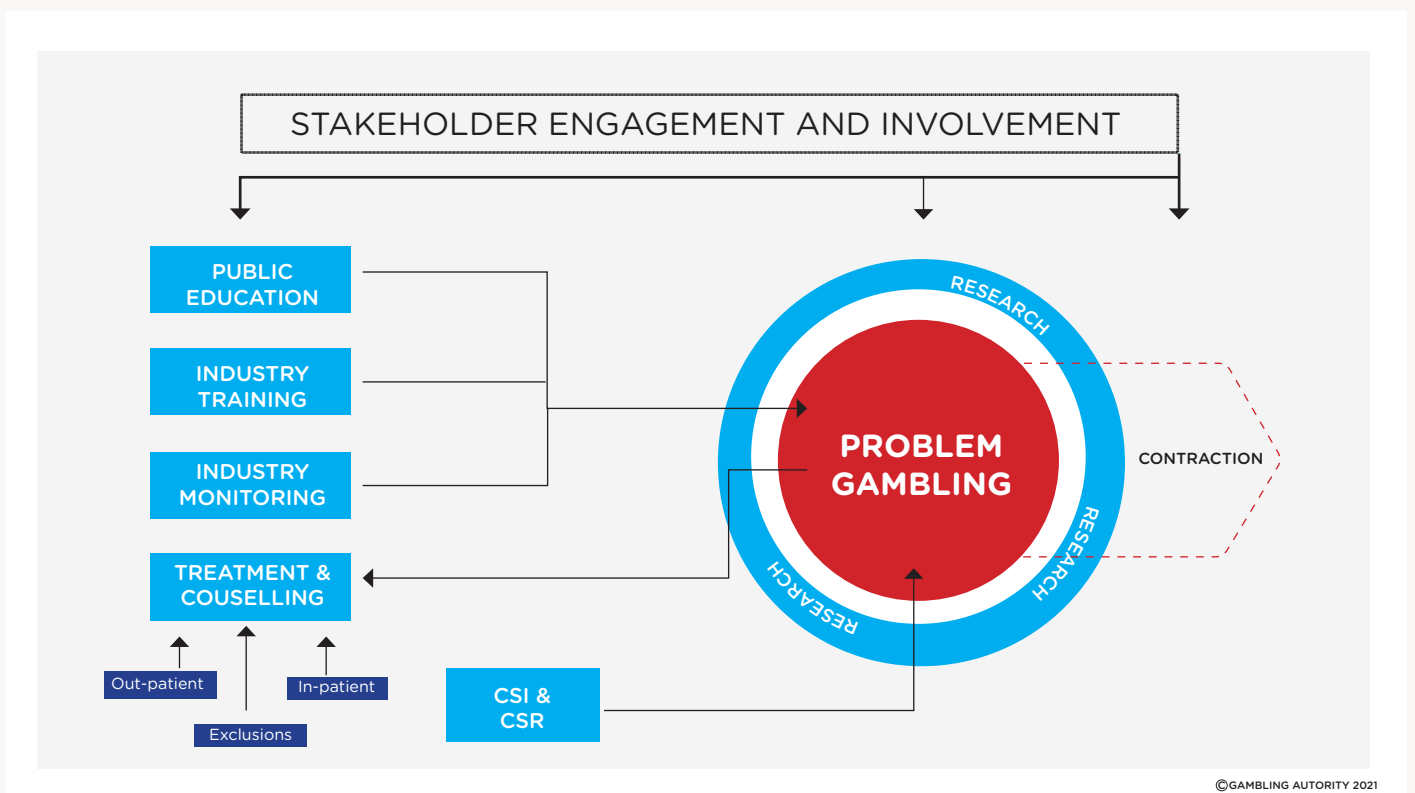 STAKEHOLDER ENGAGEMENT AND INVOLVEMENT
PUBLIC
EDUCATION
INDUSTRY
TRAINING
INDUSTRY
MONITORING
TREATMENT &
COUSELLING
Out-patient
In-patient
Exclusions
CSI &
CSR
RESEARCH
RESEARCH
RESEARCH
PROBLEM
GAMBLING
CONTRACTION
©GAMBLING AUTORITY 2021